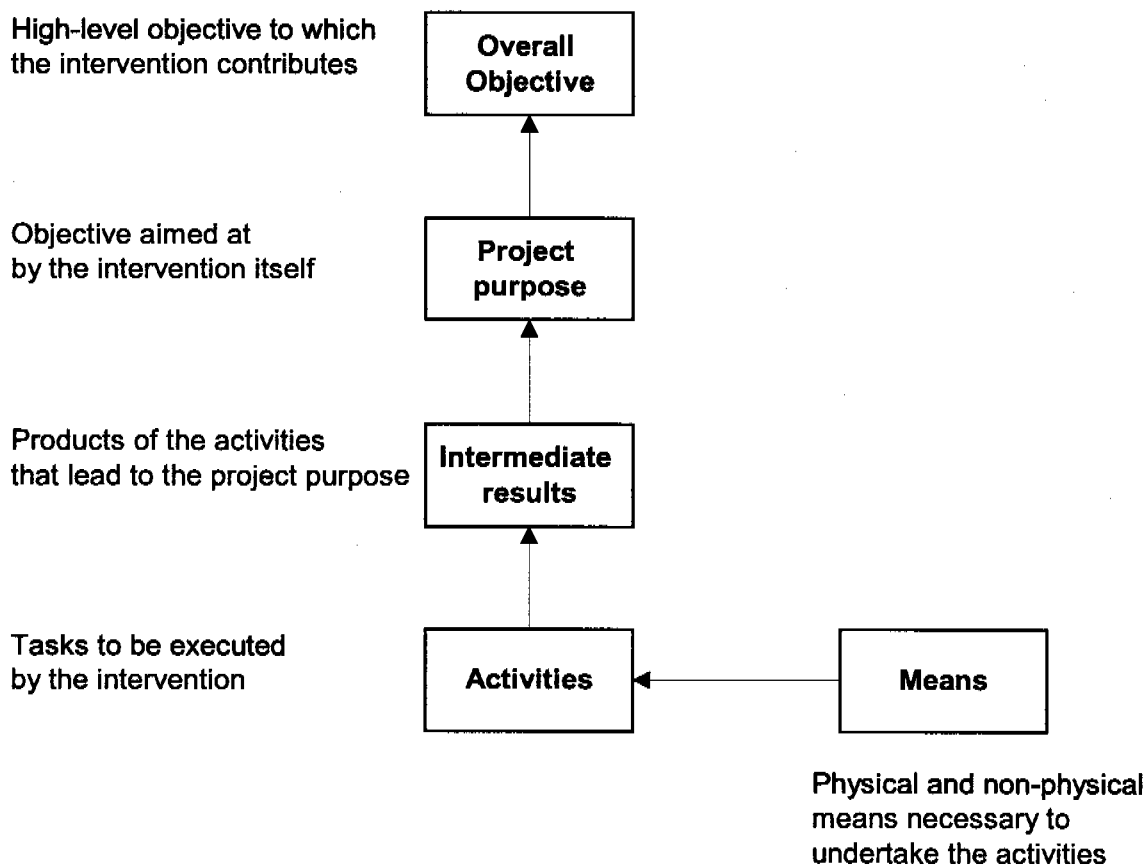 High-level objective to which
the intervention contributes
Overall
Objective
Objective aimed at
by the intervention itself
Project
purpose
Products of the activities
that lead to the project purpose
Intermediate
results
Tasks to be executed
by the intervention
Activities
Means
Physical and non-physical
means necessary to
undertake the activities